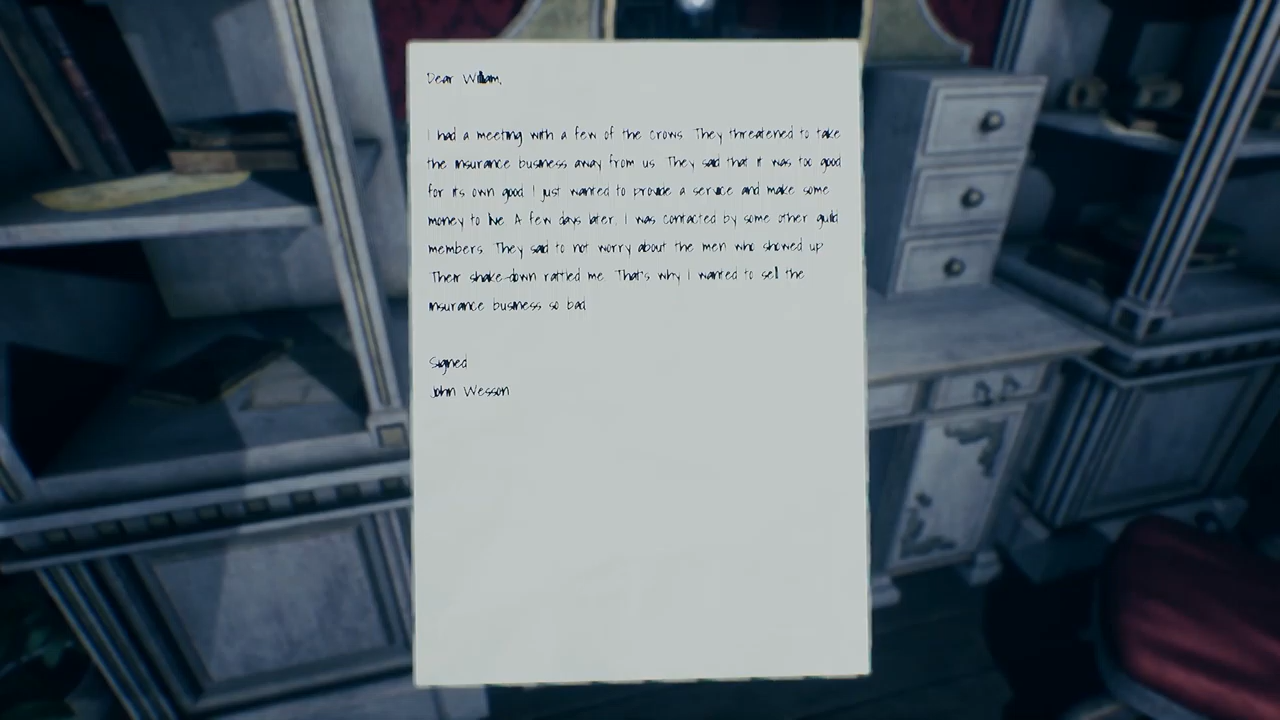 Dear William,
I had a meeting with a few of the crows. They threatened to take
the insurance business away from us. They said that it was too good
for its own good. I just wanted to provide a service and make some
money to live. A few days later, I was contacted by some other guild
members. They said to not worry about the men who showed up.
Their shake-down rattled me. That's why I wanted to sell the
insurance business so bad.
Signed
John Wesson